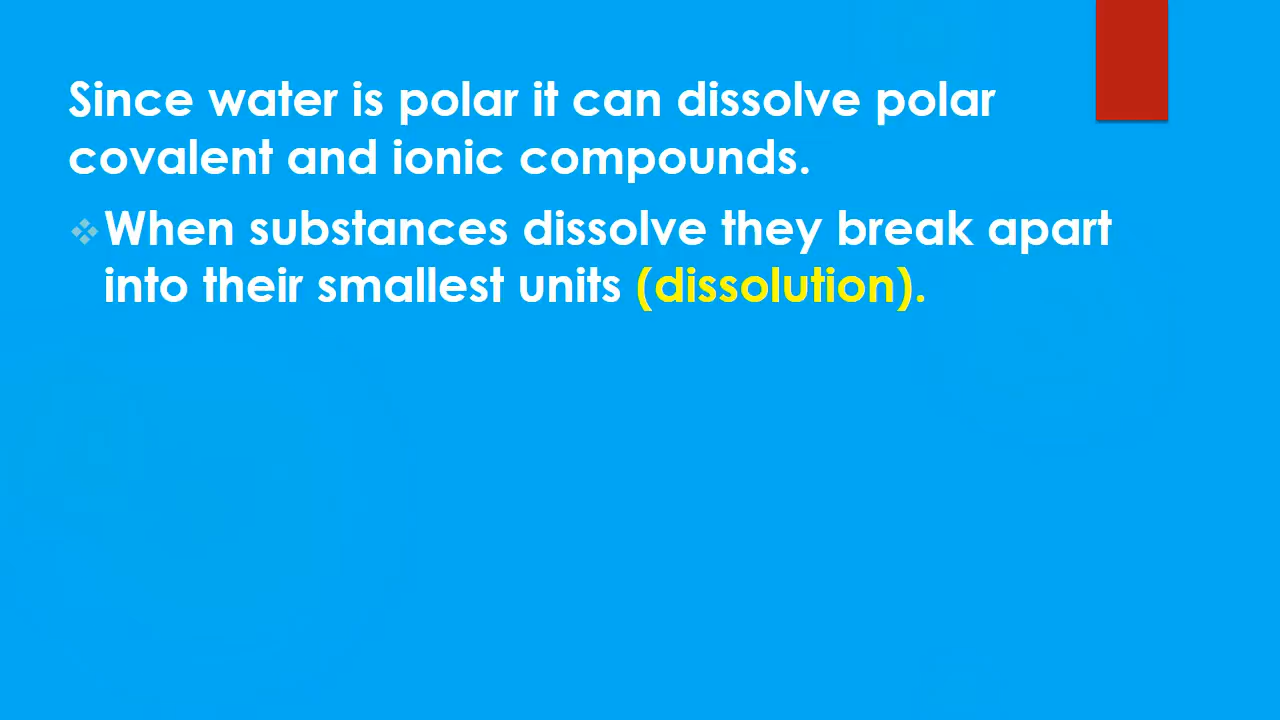 Since water is polar it can dissolve polar
covalent and ionic compounds.
❖When substances dissolve they break apart
into their smallest units (dissolution).